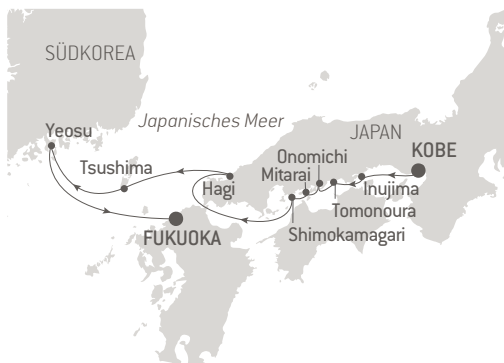 SÜDKOREA
Yeosu
Japanisches Meer
JAPAN
KOBE
Tsushima
Onomichi
Mitarai
Hagi
Inujima
Tomonoura
FUKUOKA
Shimokamagari